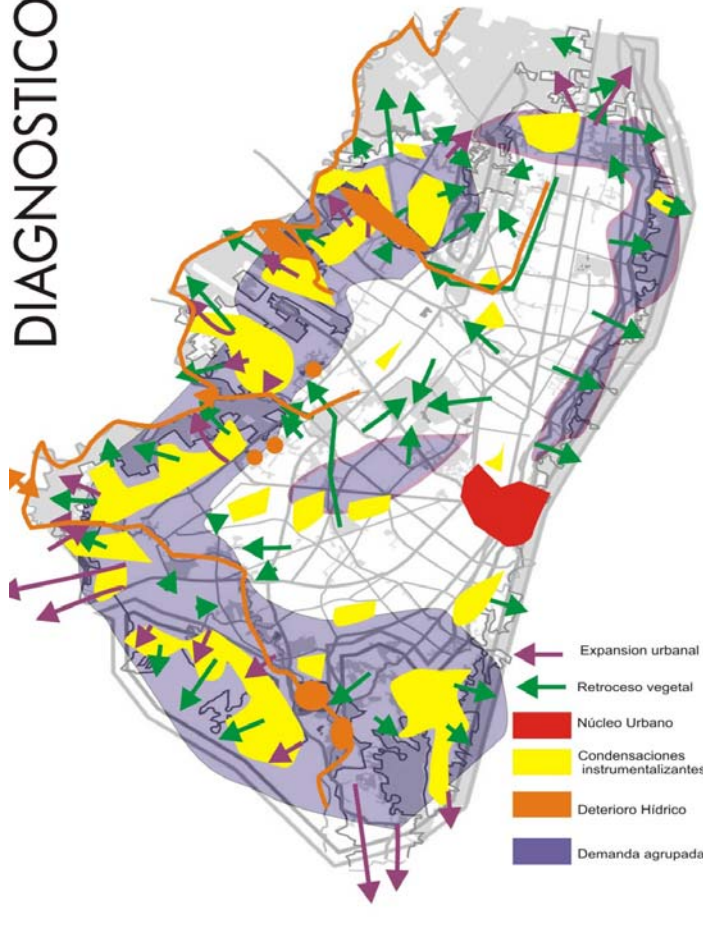 DIAGNOSTICO
Expansion urbanal
Retroceso vegetal
Núcleo Urbano
Condensaciones
instrumentalizantes
Deterioro Hídrico
Demanda agrupada